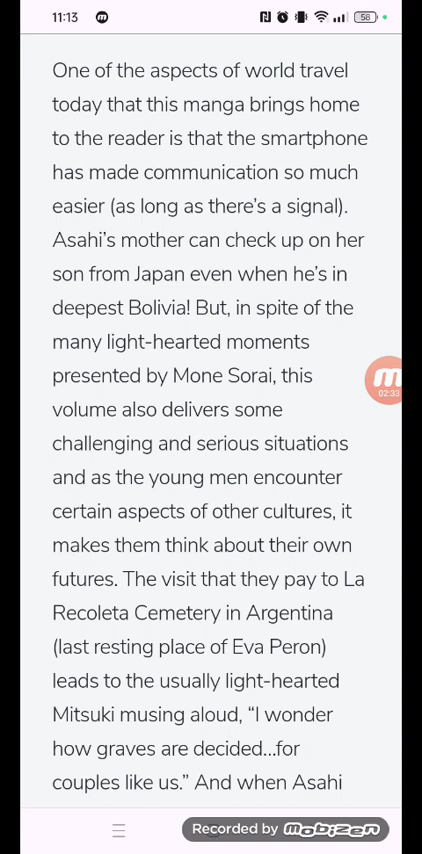 11:13
58
One of the aspects of world travel
today that this manga brings home
to the reader is that the smartphone
has made communication so much
easier (as long as there’s a signal).
Asahi’s mother can check up on her
son from Japan even when he’s in
deepest Bolivia! But, in spite of the
many light-hearted moments
presented by Mone Sorai, this
volume also delivers some
challenging and serious situations
and as the young men encounter
certain aspects of other cultures, it
makes them think about their own
futures. The visit that they pay to La
Recoleta Cemetery in Argentina
(last resting place of Eva Peron)
leads to the usually light-hearted
Mitsuki musing aloud, “I wonder
how graves are decided...for
couples like us.” And when Asahi
02:33
Recorded by mobizen